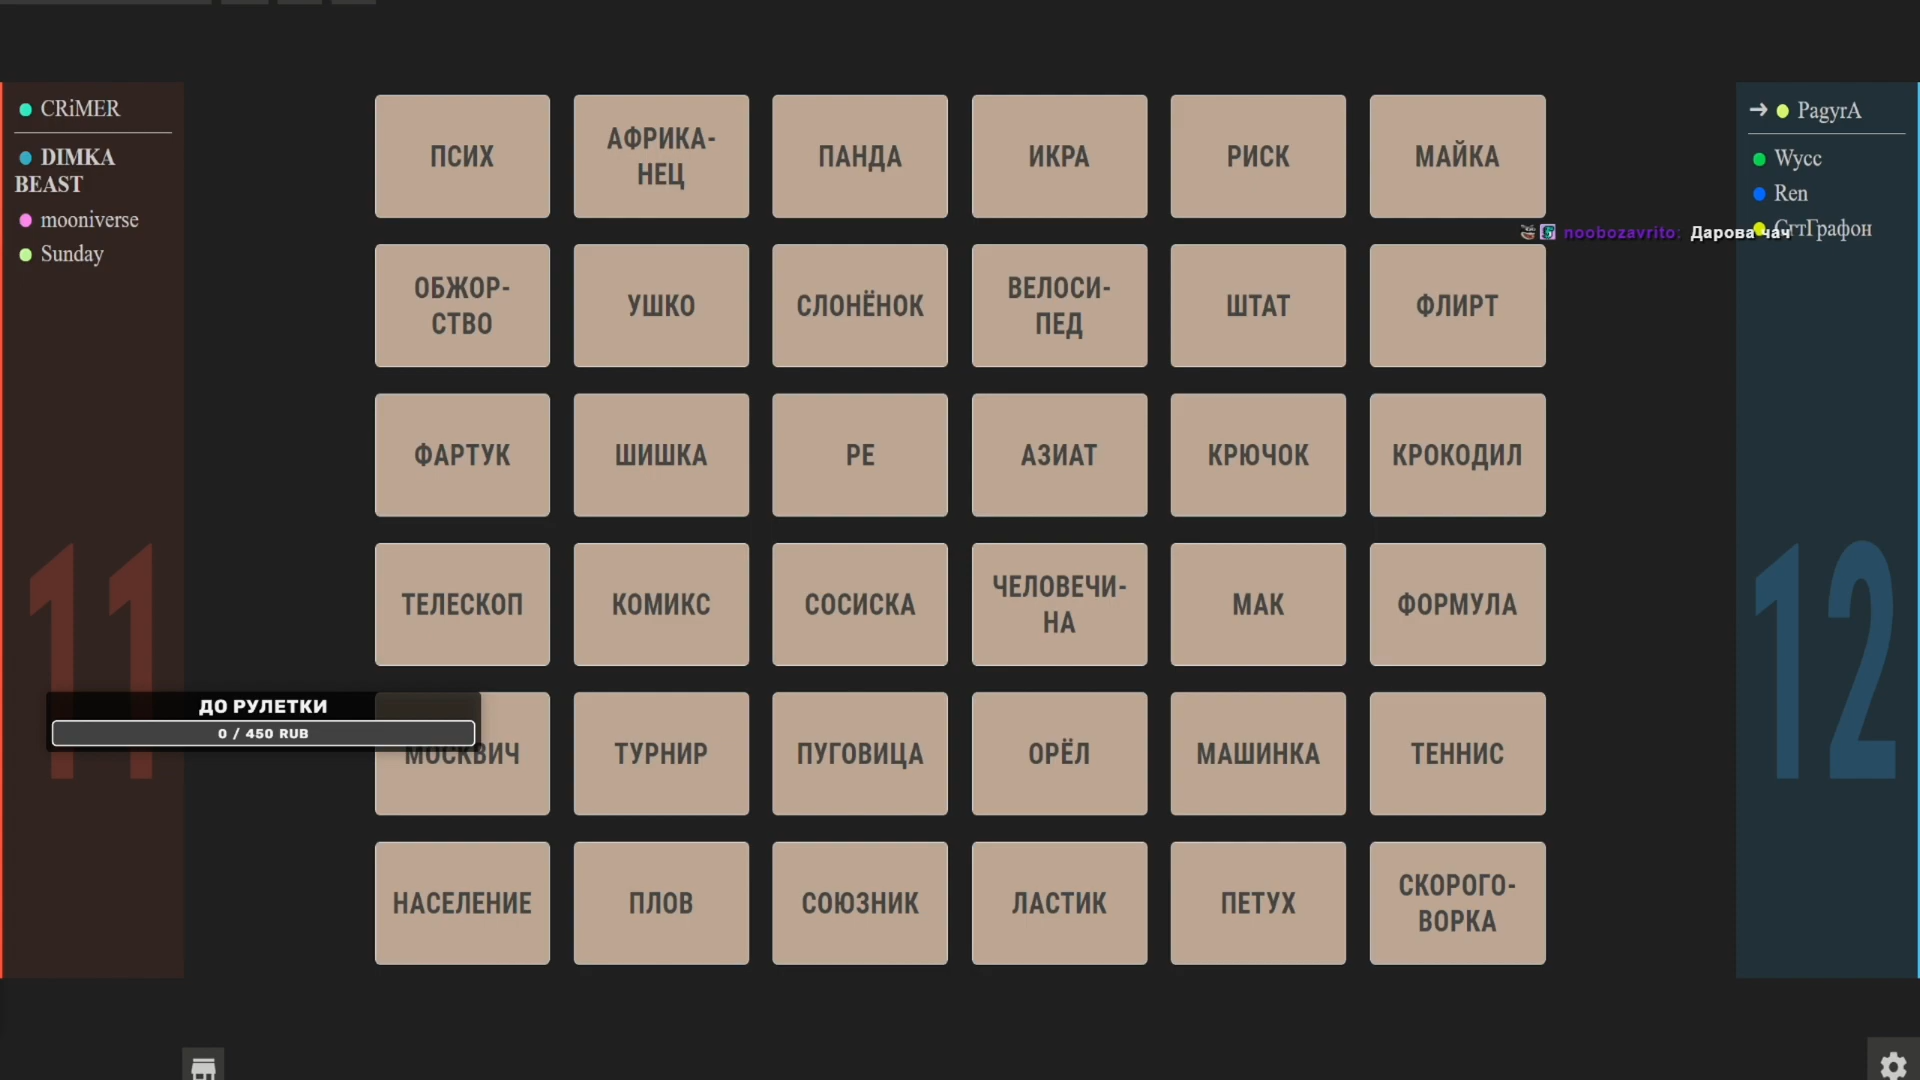 CRiMER
DIMKA
BEAST
mooniverse
Sunday
11
ПСИХ
АФРИКА-
НЕЦ
ПАНДА
ИКРА
РИСК
МАЙКА
ОБЖОР-
СТВО
УШКО
СЛОНЁНОК
ВЕЛОСИ-
ПЕД
ШТАТ
ФЛИРТ
ФАРТУК
ШИШКА
РЕ
АЗИАТ
КРЮЧОК
КРОКОДИЛ
ТЕЛЕСКОП
КОМИКС
СОСИСКА
ЧЕЛОВЕЧИ-
НА
МАК
ФОРМУЛА
ДО РУЛЕТКИ
0 / 450 RUB
МОСКВИЧ
ТУРНИР
ПУГОВИЦА
ОРЁЛ
МАШИНКА
ТЕННИС
НАСЕЛЕНИЕ
ПЛОВ
СОЮЗНИК
ЛАСТИК
ПЕТУХ
СКОРОГО-
ВОРКА
→ PagyrA
Wycc
Ren
noobozavrito: Дарова чач
12